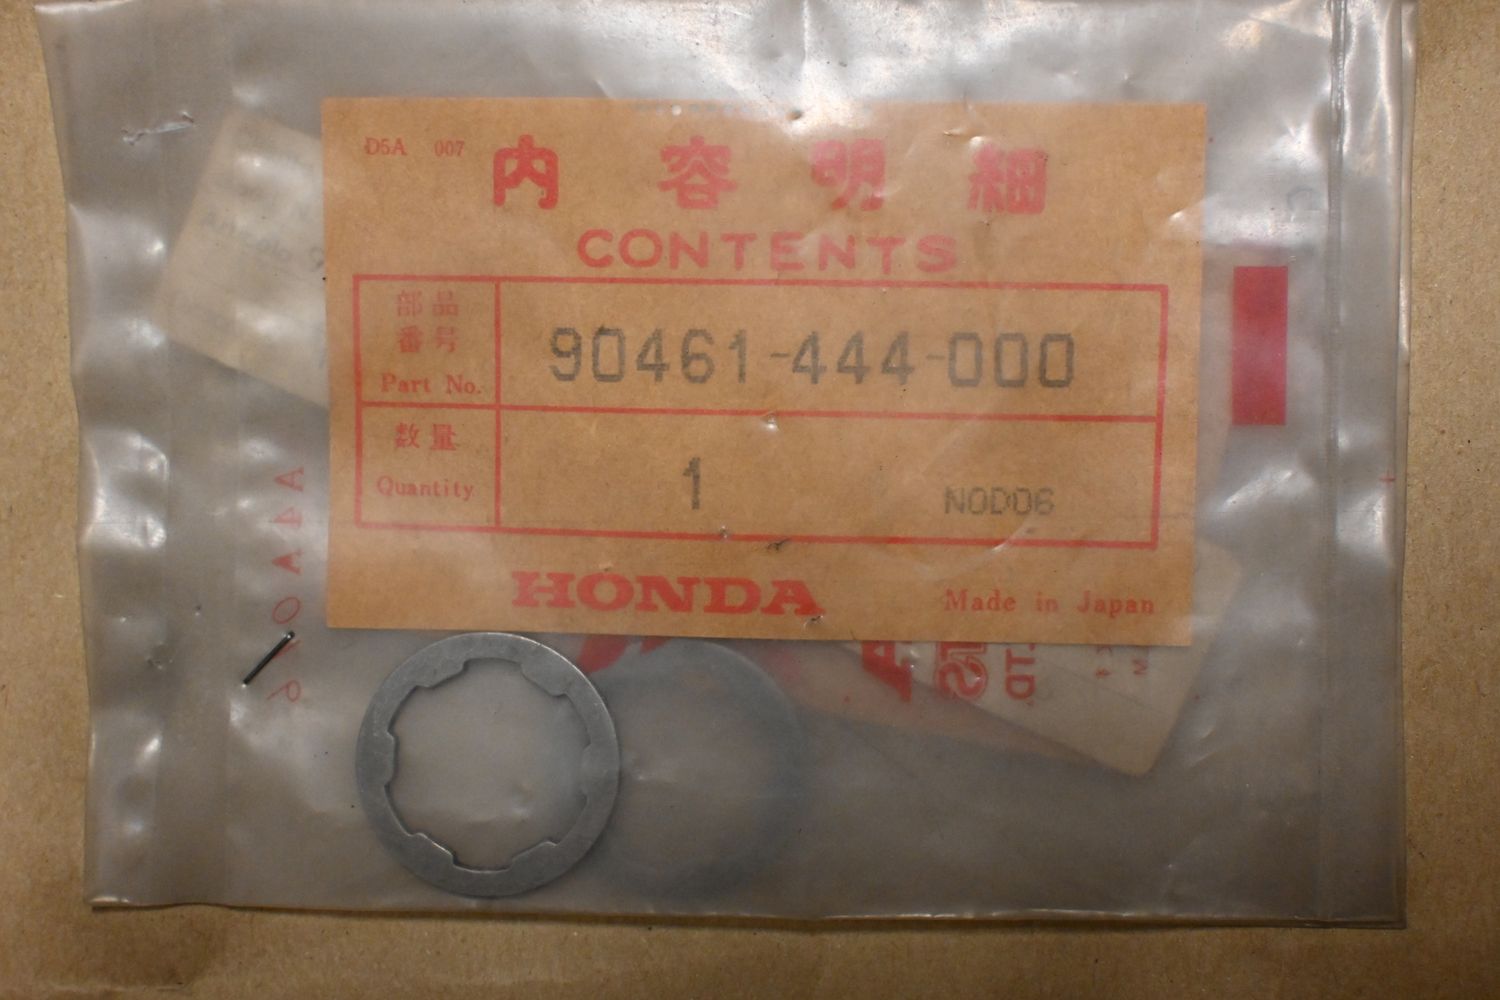 D5A 007
内容明細
CONTENTS
部品
番号
Part No.
90461-444-000
数量
Quantity
1
N0D06
HONDA
Made in Japan